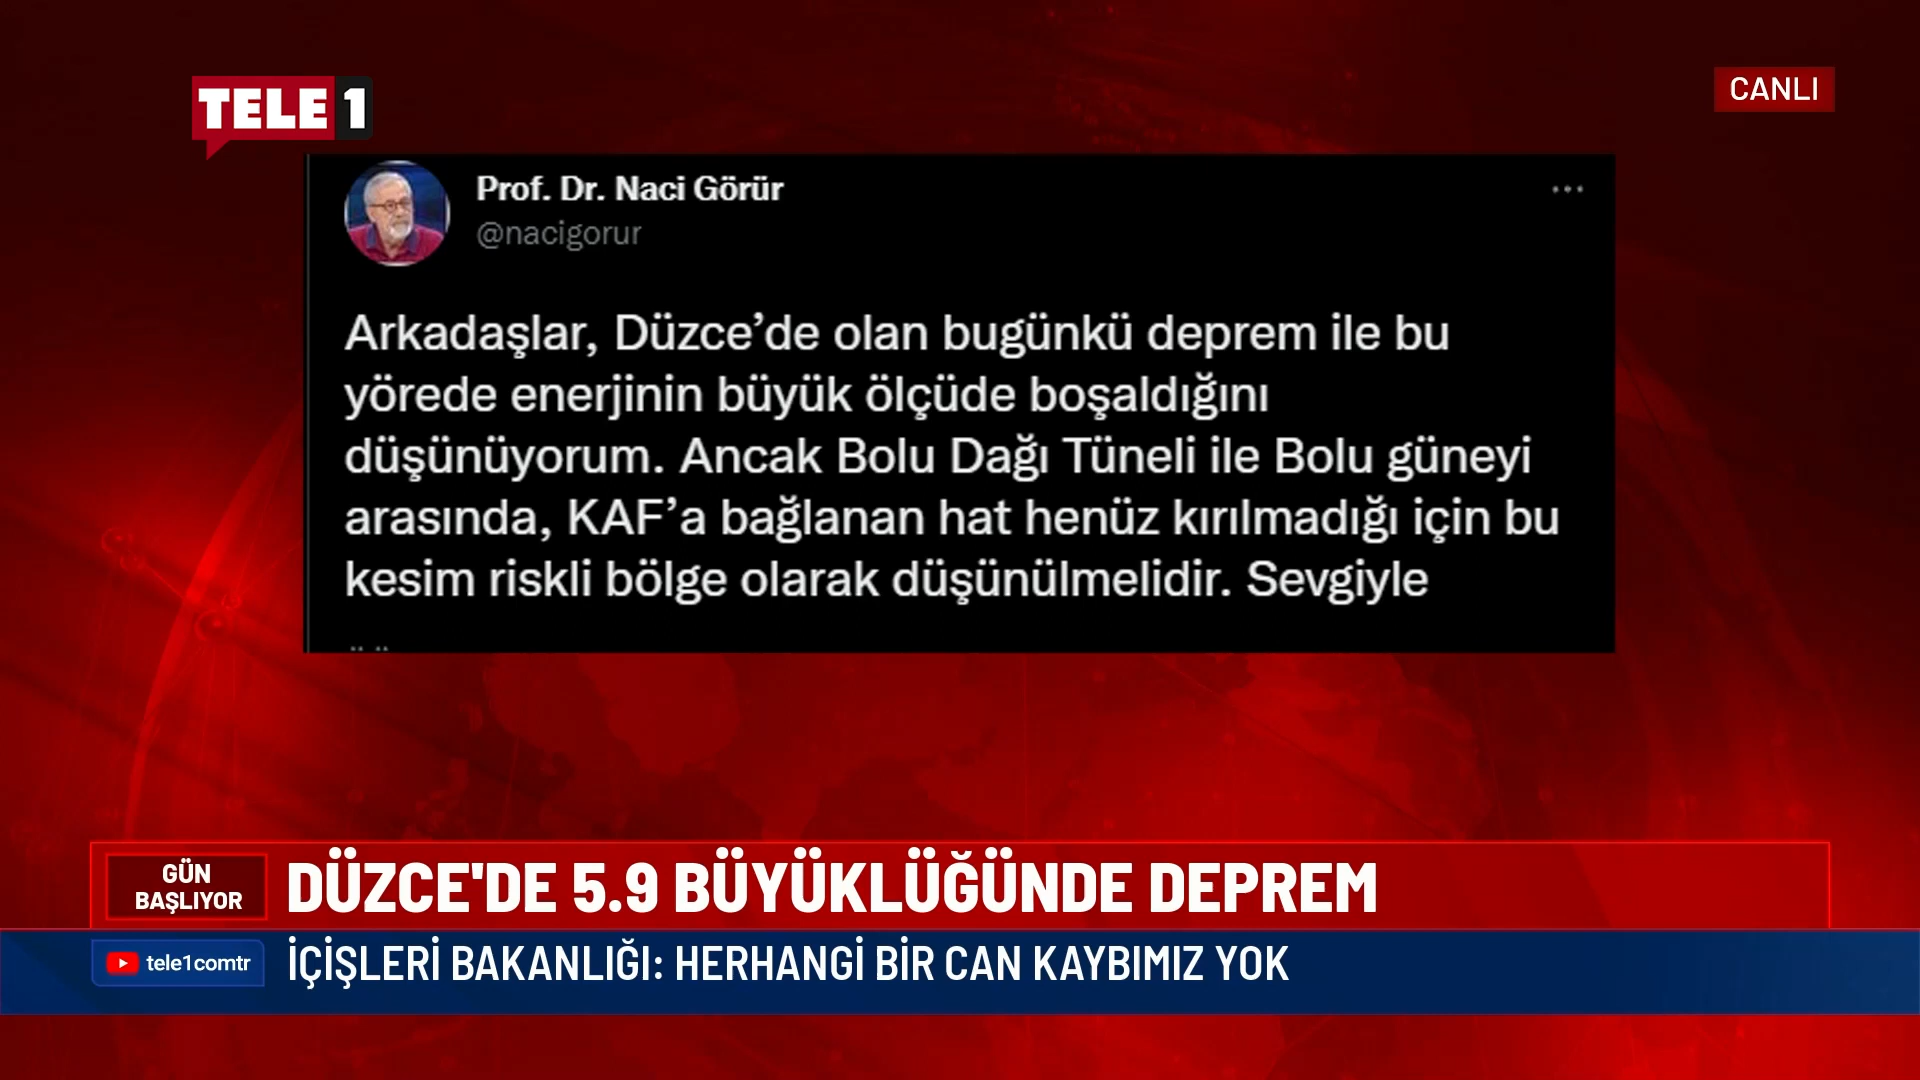 TELE1
CANLI
Prof. Dr. Naci Görür
@nacigorur
Arkadaşlar, Düzce’de olan bugünkü deprem ile bu
yörede enerjinin büyük ölçüde boşaldığını
düşünüyorum. Ancak Bolu Dağı Tüneli ile Bolu güneyi
arasında, KAF’a bağlanan hat henüz kırılmadığı için bu
kesim riskli bölge olarak düşünülmelidir. Sevgiyle
GÜN
BAŞLIYOR
DÜZCE'DE 5.9 BÜYÜKLÜĞÜNDE DEPREM
tele1comtr
İÇİŞLERİ BAKANLIĞI: HERHANGİ BİR CAN KAYBIMIZ YOK